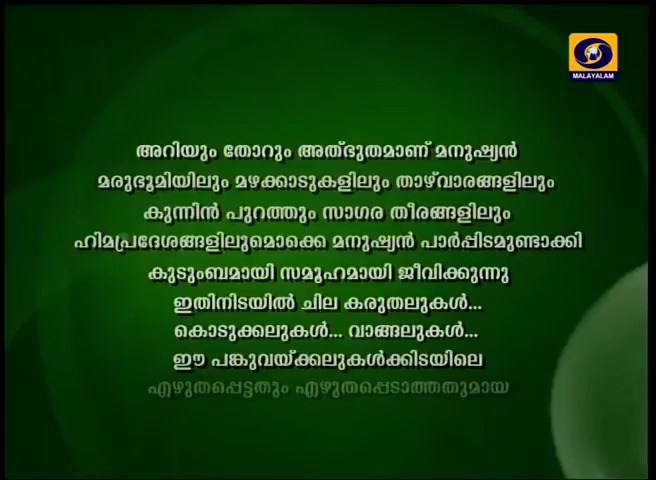 MALAYALAM
അറിയും തോറും അത്ഭുതമാണ് മനുഷ്യൻ
മരുഭൂമിയിലും മഴക്കാടുകളിലും താഴ്‌വാരങ്ങളിലും
കുന്നിൻ പുറത്തും സാഗര തീരങ്ങളിലും
ഹിമപ്രദേശങ്ങളിലുമൊക്കെ മനുഷ്യൻ പാർപ്പിടമുണ്ടാക്കി
കുടുംബമായി സമൂഹമായി ജീവിക്കുന്നു
ഇതിനിടയിൽ ചില കരുതലുകൾ...
കൊടുക്കലുകൾ... വാങ്ങലുകൾ...
ഈ പങ്കുവയ്ക്കലുകൾക്കിടയിലെ
എഴുതപ്പെട്ടതും എഴുതപ്പെടാത്തതുമായ